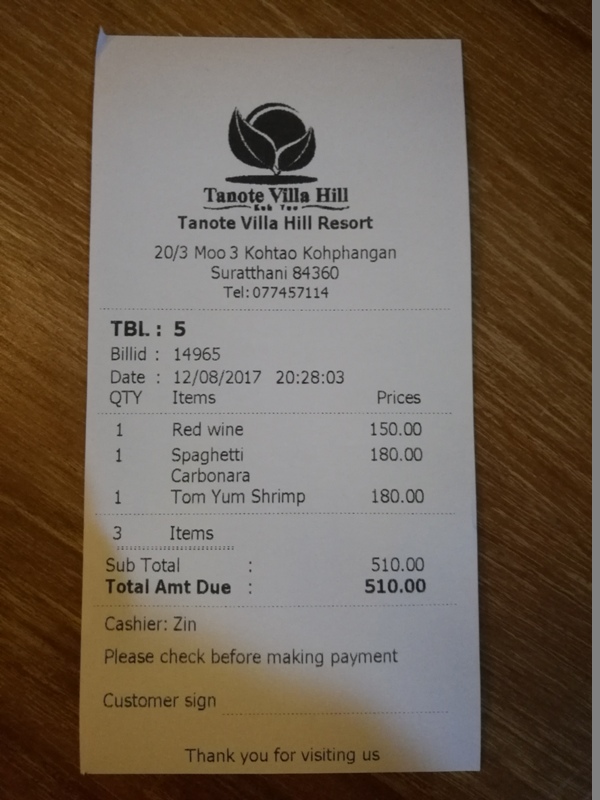 Tanote Villa Hill
Koh Tao
Tanote Villa Hill Resort
20/3 Moo 3 Kohtao Kohphangan
Suratthani 84360
Tel: 077457114
TBL : 5
Billid : 14965
Date : 12/08/2017 20:28:03
QTY Items Prices
1 Red wine 150.00
1 Spaghetti 180.00
Carbonara
1 Tom Yum Shrimp 180.00
3 Items
Sub Total : 510.00
Total Amt Due : 510.00
Cashier: Zin
Please check before making payment
Customer sign
Thank you for visiting us